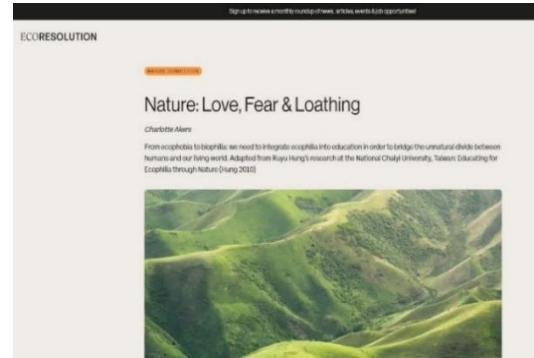 Sign up to receive a monthly roundup of news, articles, events & job opportunities!
ECORESOLUTION
NATURE CONNECTION
Nature: Love, Fear & Loathing
Charlotte Akers
From ecophobia to biophilia: we need to integrate ecophilia into education in order to bridge the unnatural divide between
humans and our living world. Adapted from Ruyu Hung's research at the National Chaiyi University, Taiwan: Educating for
Ecophilia through Nature (Hung 2010)